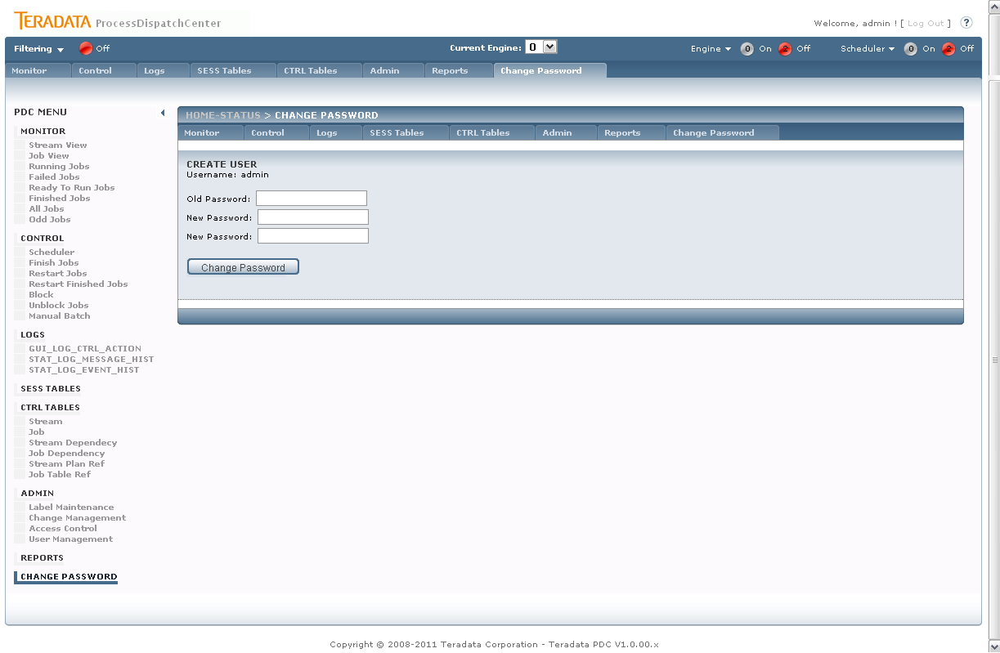 TERADATA ProcessDispatchCenter
Welcome, admin ! [ Log Out ] ?
Filtering Off Current Engine: 0 Engine 0 On 2 Off Scheduler 0 On 2 Off
Monitor Control Logs SESS Tables CTRL Tables Admin Reports Change Password
PDC MENU
MONITOR
Stream View
Job View
Running Jobs
Failed Jobs
Ready To Run Jobs
Finished Jobs
All Jobs
Odd Jobs
CONTROL
Scheduler
Finish Jobs
Restart Jobs
Restart Finished Jobs
Block
Unblock Jobs
Manual Batch
LOGS
GUI_LOG_CTRL_ACTION
STAT_LOG_MESSAGE_HIST
STAT_LOG_EVENT_HIST
SESS TABLES
CTRL TABLES
Stream
Job
Stream Dependecy
Job Dependency
Stream Plan Ref
Job Table Ref
ADMIN
Label Maintenance
Change Management
Access Control
User Management
REPORTS
CHANGE PASSWORD
HOME-STATUS > CHANGE PASSWORD
Monitor Control Logs SESS Tables CTRL Tables Admin Reports Change Password
CREATE USER
Username: admin
Old Password:
New Password:
New Password:
Change Password
Copyright © 2008-2011 Teradata Corporation - Teradata PDC V1.0.00.x